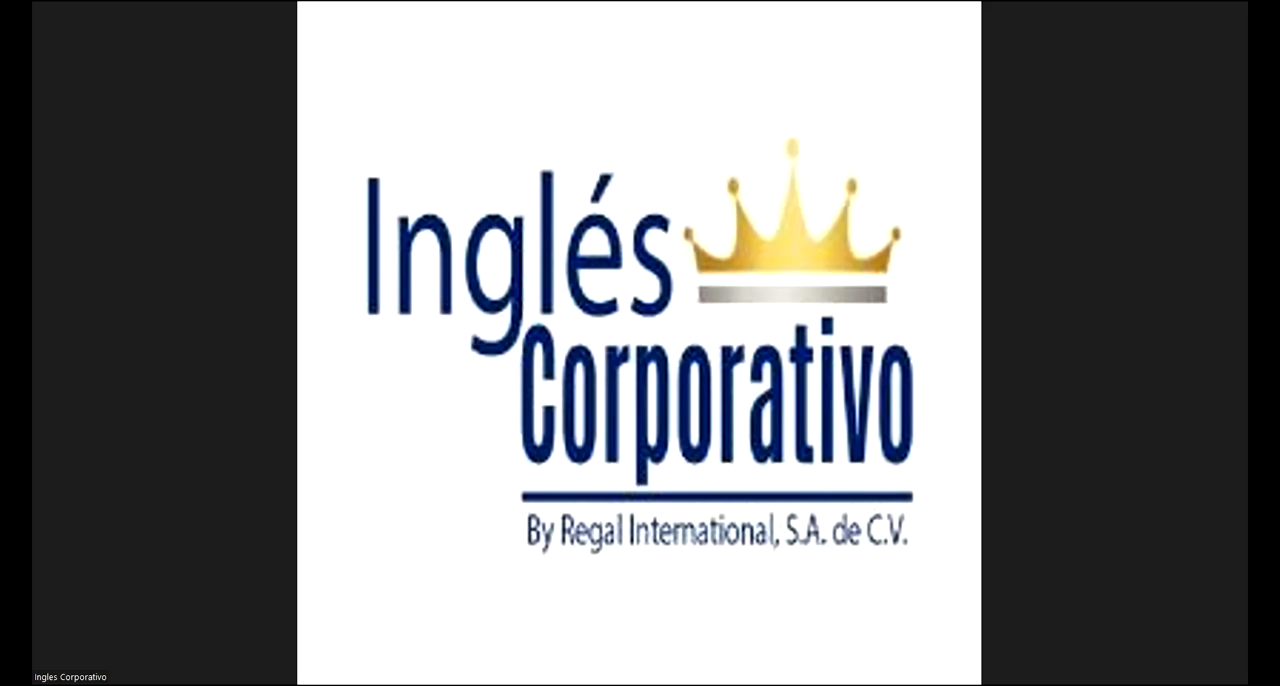 Inglés
Corporativo
By Regal International, S.A. de C.V.
Ingles Corporativo